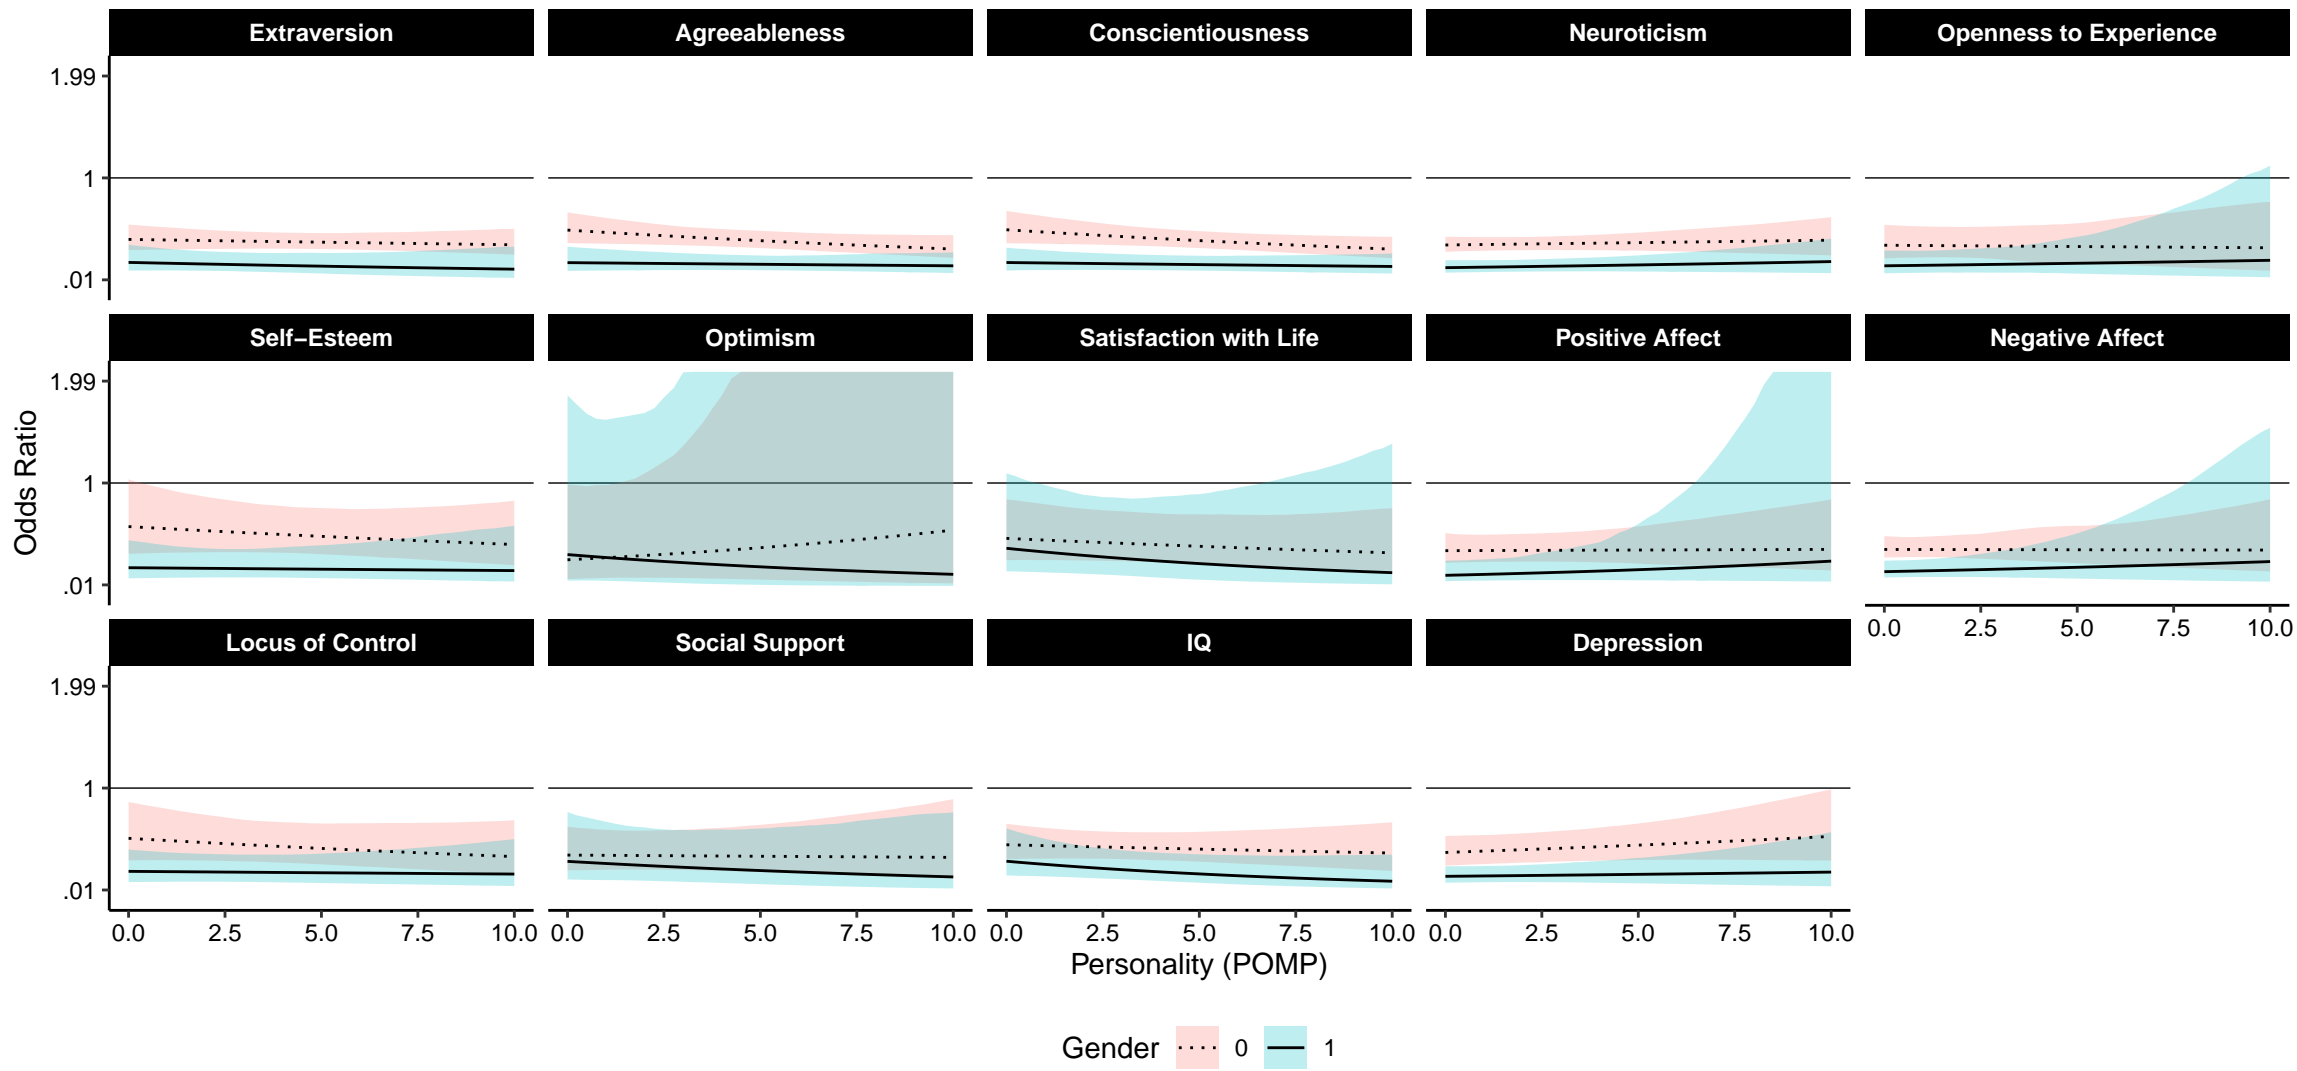 Extraversion Agreeableness Conscientiousness Neuroticism Openness to Experience
1.99
1
.01
Self−Esteem Optimism Satisfaction with Life Positive Affect Negative Affect
1.99
1
.01
Odds Ratio
0.0 2.5 5.0 7.5 10.0
Locus of Control Social Support IQ Depression
1.99
1
.01
0.0 2.5 5.0 7.5 10.0 0.0 2.5 5.0 7.5 10.0 0.0 2.5 5.0 7.5 10.0 0.0 2.5 5.0 7.5 10.0
Personality (POMP)
Gender 0 1